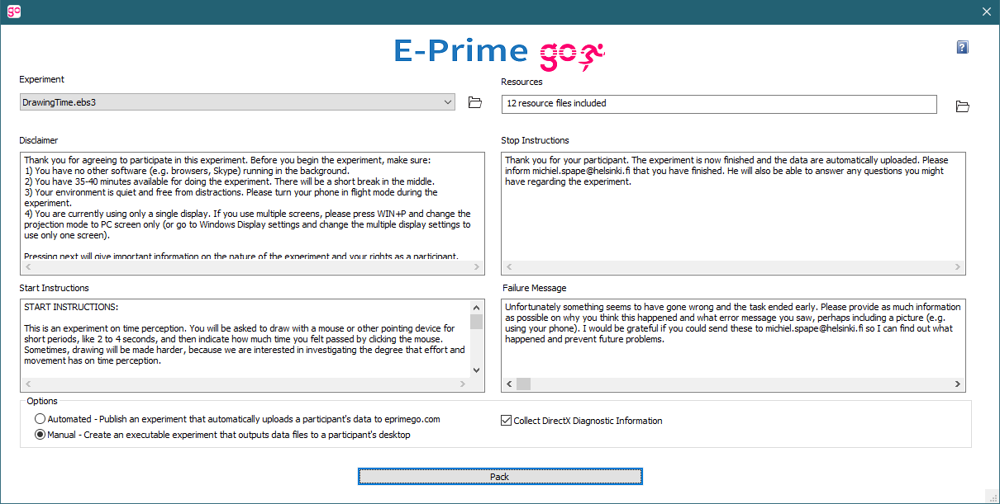 go
E-Prime go
?
Experiment
DrawingTime.ebs3
Resources
12 resource files included
Disclaimer
Thank you for agreeing to participate in this experiment. Before you begin the experiment, make sure:
1) You have no other software (e.g. browsers, Skype) running in the background.
2) You have 35-40 minutes available for doing the experiment. There will be a short break in the middle.
3) Your environment is quiet and free from distractions. Please turn your phone in flight mode during the
experiment.
4) You are currently using only a single display. If you use multiple screens, please press WIN+P and change the
projection mode to PC screen only (or go to Windows Display settings and change the multiple display settings to
use only one screen).
Pressing next will give important information on the nature of the experiment and your rights as a participant.
Stop Instructions
Thank you for your participant. The experiment is now finished and the data are automatically uploaded. Please
inform michiel.spape@helsinki.fi that you have finished. He will also be able to answer any questions you might
have regarding the experiment.
Start Instructions
START INSTRUCTIONS:
This is an experiment on time perception. You will be asked to draw with a mouse or other pointing device for
short periods, like 2 to 4 seconds, and then indicate how much time you felt passed by clicking the mouse.
Sometimes, drawing will be made harder, because we are interested in investigating the degree that effort and
movement has on time perception.
Failure Message
Unfortunately something seems to have gone wrong and the task ended early. Please provide as much information
as possible on why you think this happened and what error message you saw, perhaps including a picture (e.g.
using your phone). I would be grateful if you could send these to michiel.spape@helsinki.fi so I can find out what
happened and prevent future problems.
Options
Automated - Publish an experiment that automatically uploads a participant's data to eprimego.com
Manual - Create an executable experiment that outputs data files to a participant's desktop
Collect DirectX Diagnostic Information
Pack